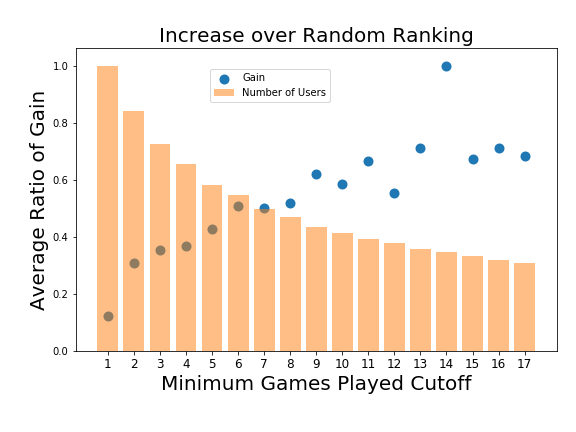 Increase over Random Ranking
Gain
Number of Users
Average Ratio of Gain
1.0
0.8
0.6
0.4
0.2
0.0
1 2 3 4 5 6 7 8 9 10 11 12 13 14 15 16 17
Minimum Games Played Cutoff